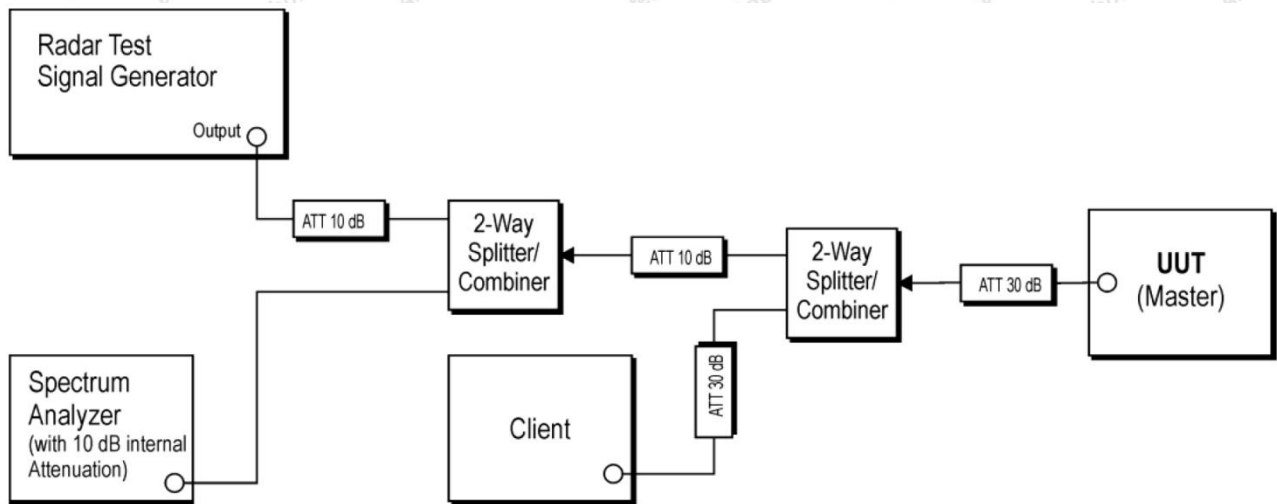 Radar Test
Signal Generator
Output
ATT 10 dB
2-Way
Splitter/
Combiner
ATT 10 dB
2-Way
Splitter/
Combiner
ATT 30 dB
UUT
(Master)
Spectrum
Analyzer
(with 10 dB internal
Attenuation)
Client
ATT 30 dB